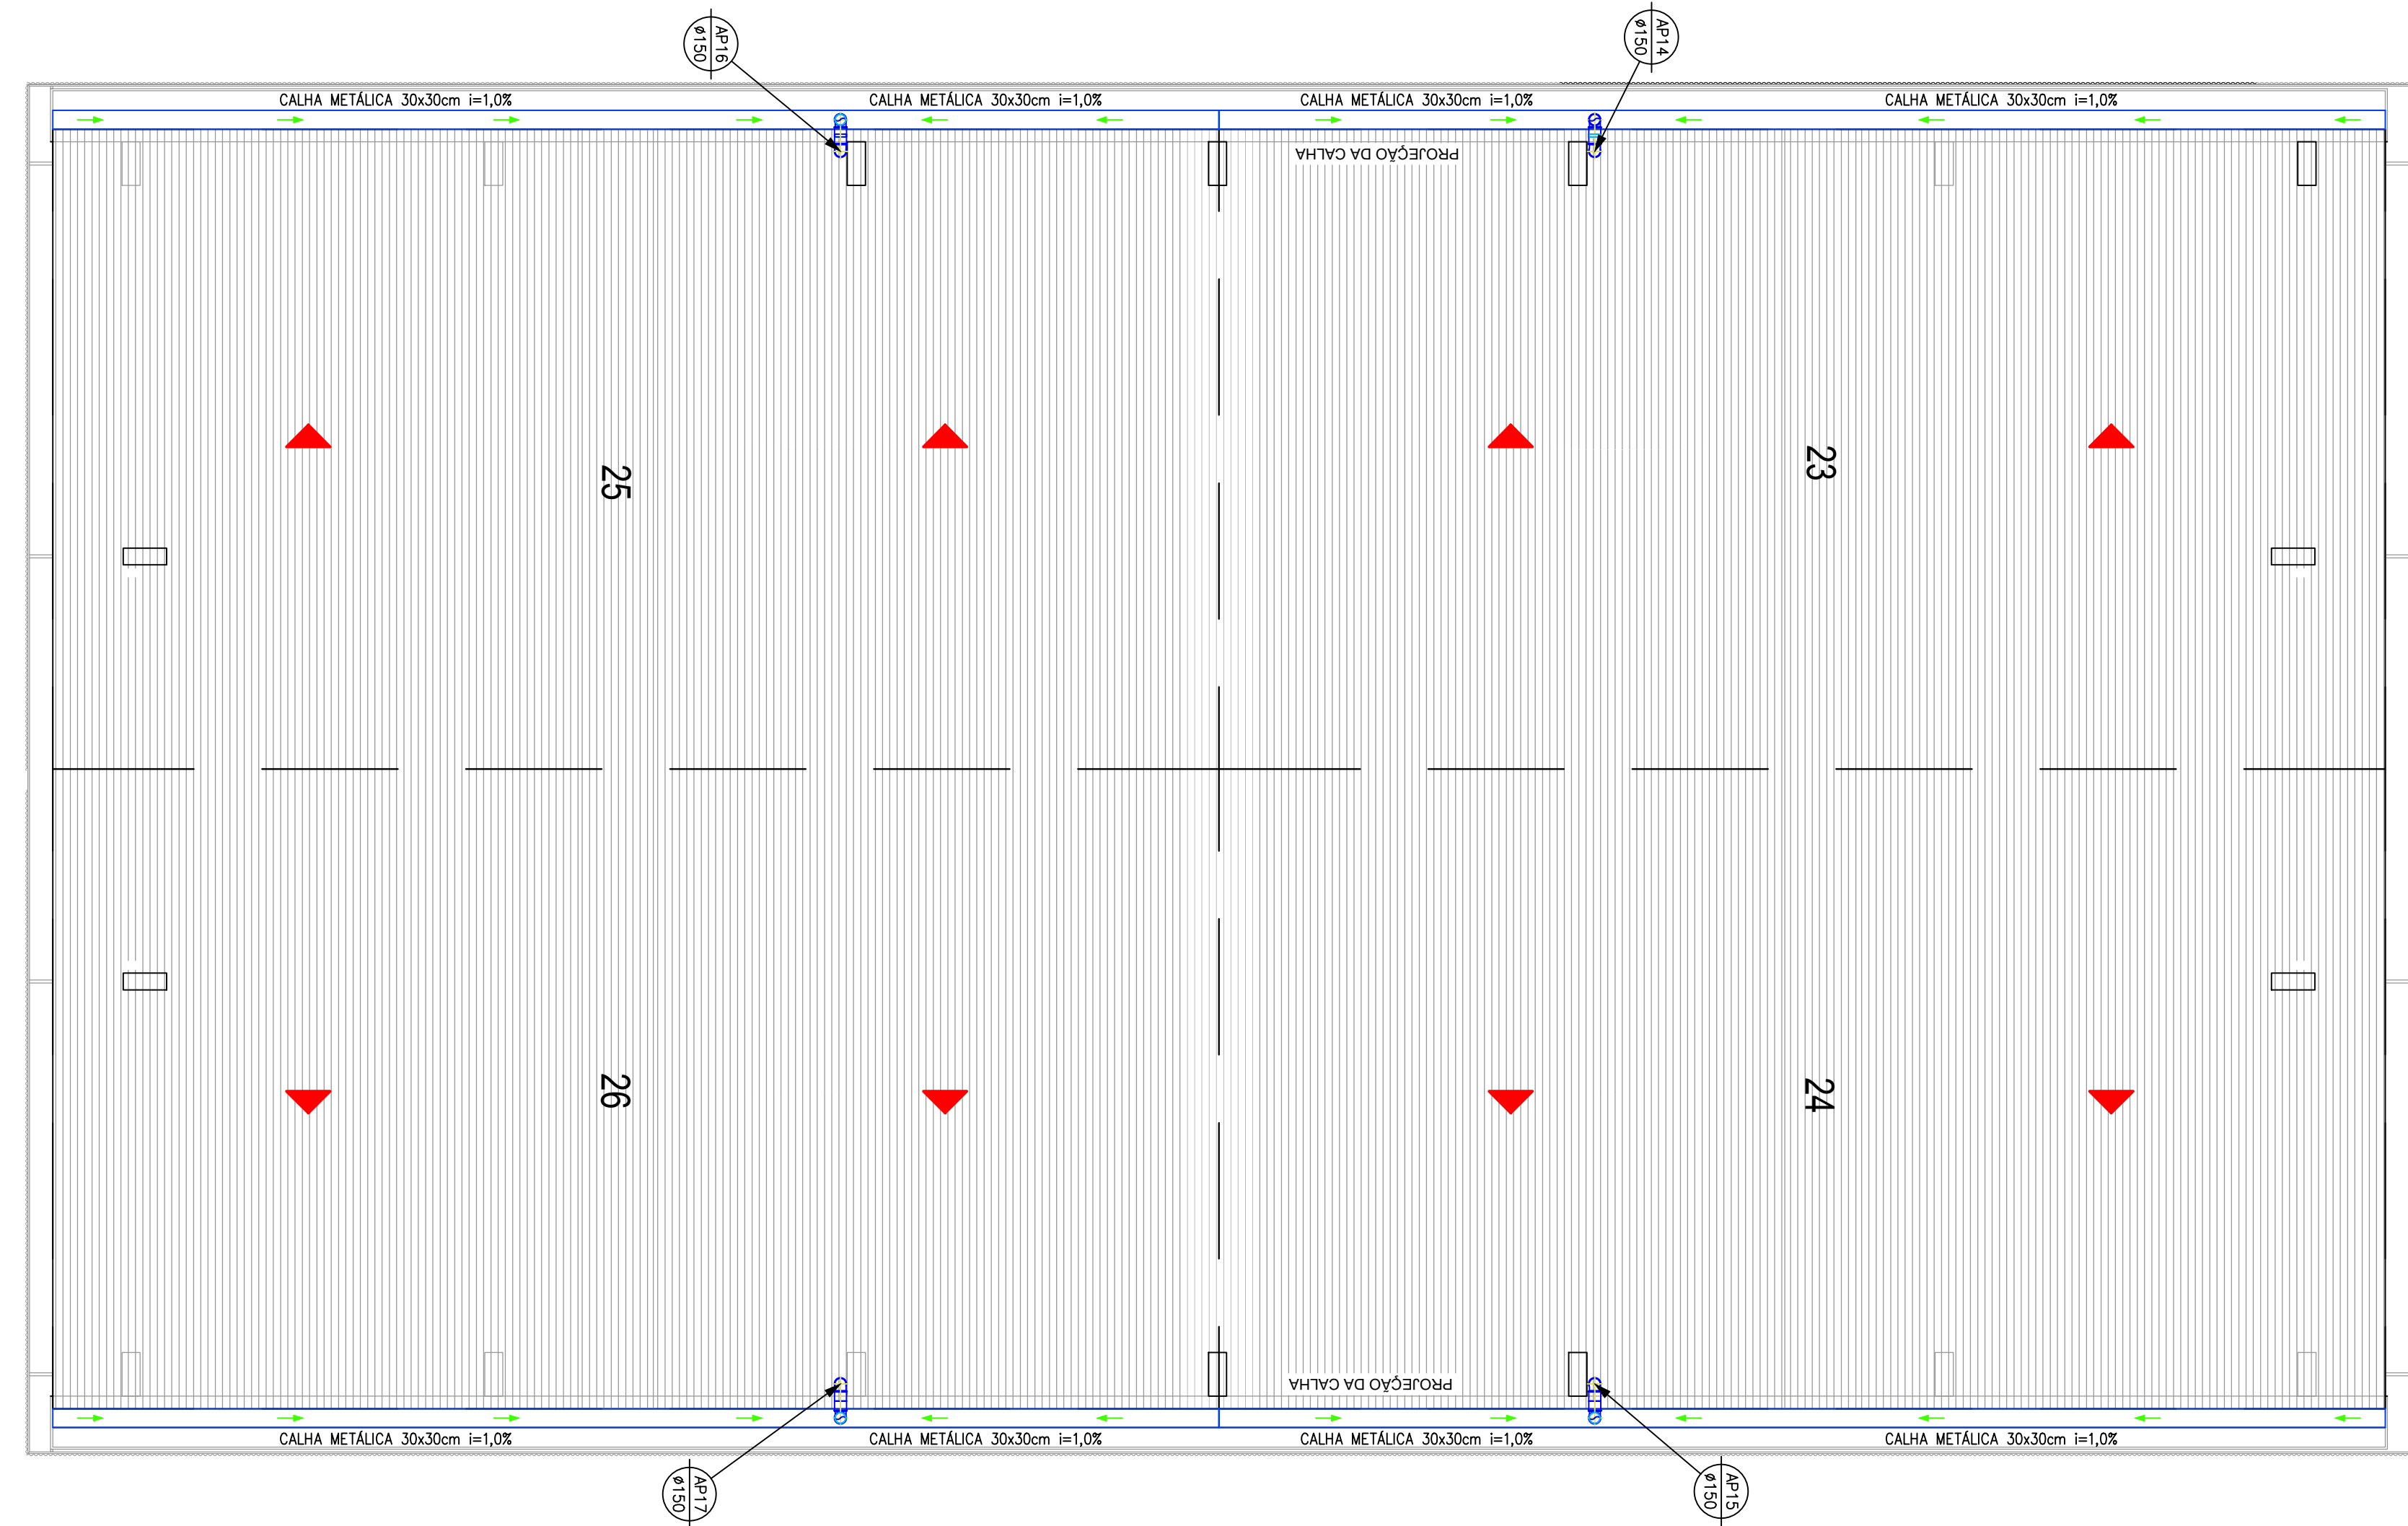 AP16
ø150
AP14
ø150
CALHA METÁLICA 30x30cm i=1,0%
CALHA METÁLICA 30x30cm i=1,0%
CALHA METÁLICA 30x30cm i=1,0%
CALHA METÁLICA 30x30cm i=1,0%
PROJEÇÃO DA CALHA
25
23
26
24
PROJEÇÃO DA CALHA
CALHA METÁLICA 30x30cm i=1,0%
CALHA METÁLICA 30x30cm i=1,0%
CALHA METÁLICA 30x30cm i=1,0%
CALHA METÁLICA 30x30cm i=1,0%
AP17
ø150
AP15
ø150